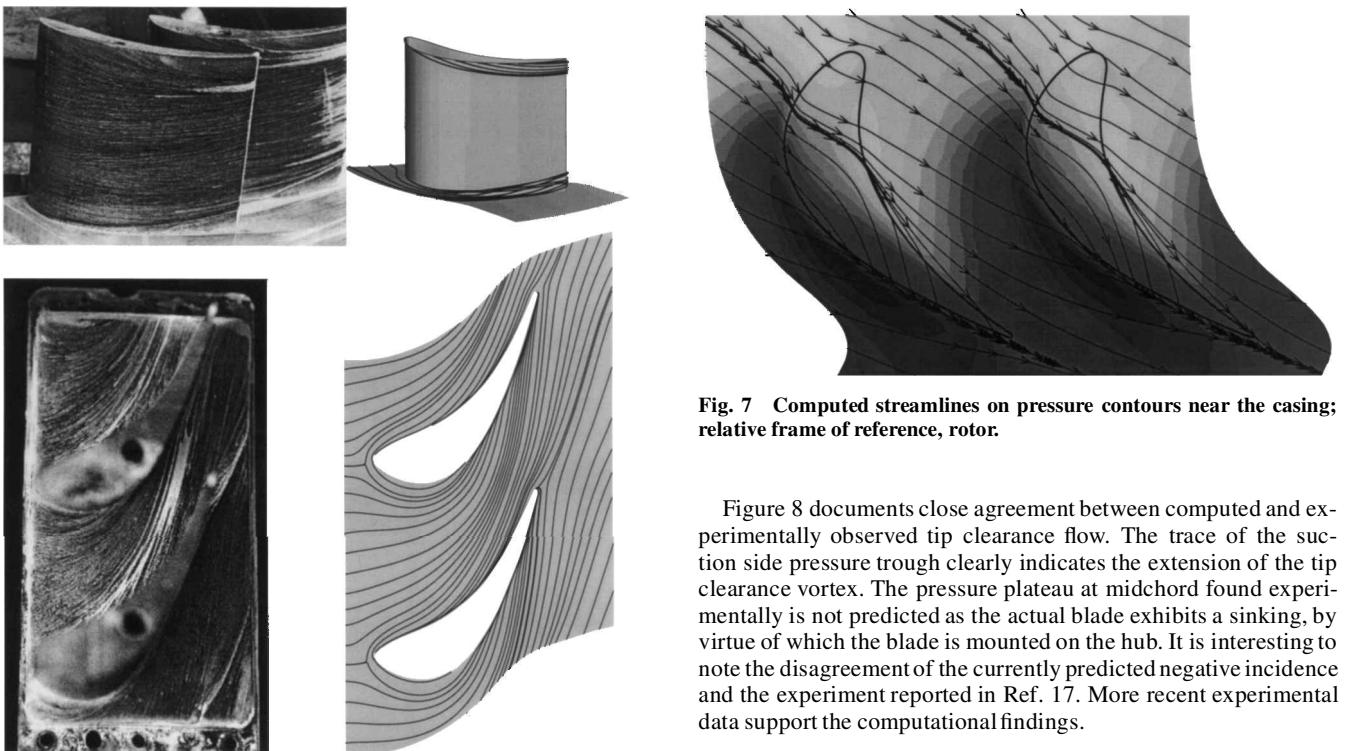 Fig. 7 Computed streamlines on pressure contours near the casing;
relative frame of reference, rotor.
Figure 8 documents close agreement between computed and ex-
perimentally observed tip clearance flow. The trace of the suc-
tion side pressure trough clearly indicates the extension of the tip
clearance vortex. The pressure plateau at midchord found experi-
mentally is not predicted as the actual blade exhibits a sinking, by
virtue of which the blade is mounted on the hub. It is interesting to
note the disagreement of the currently predicted negative incidence
and the experiment reported in Ref. 17. More recent experimental
data support the computational findings.